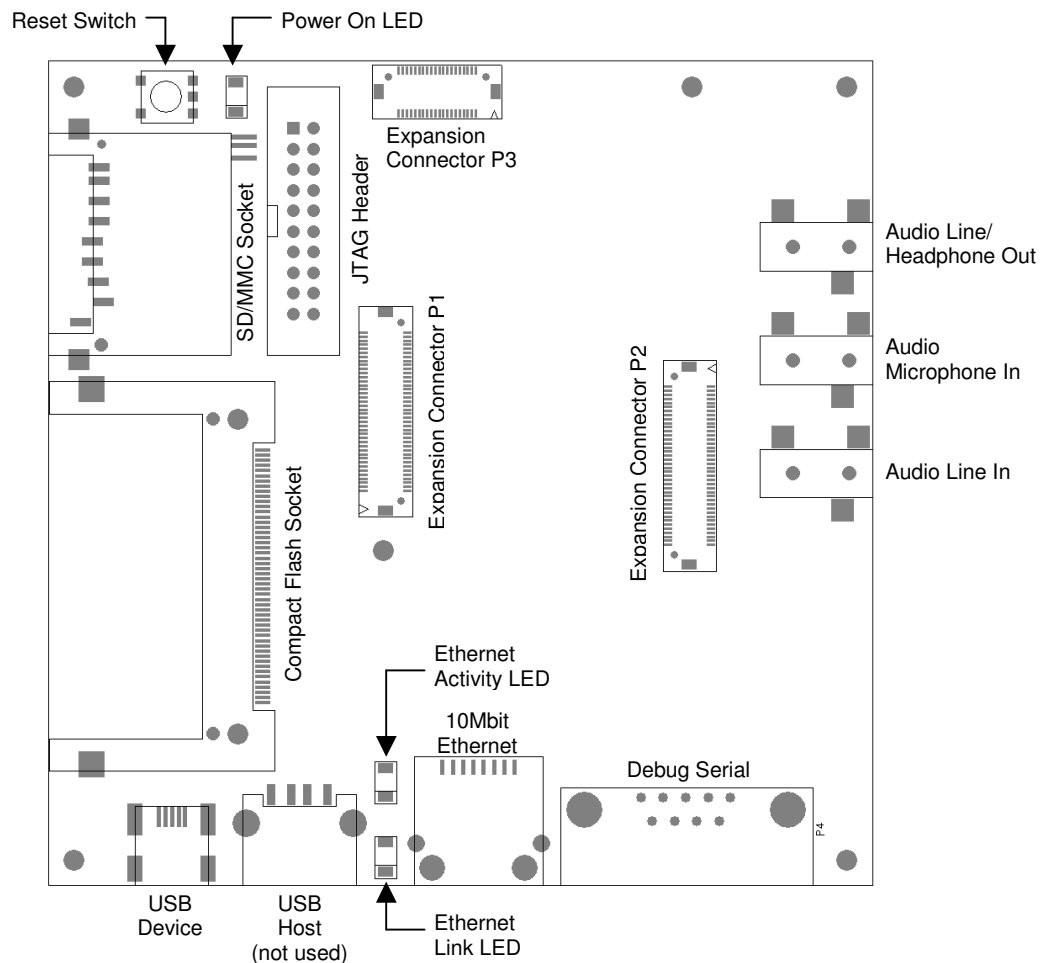 Reset Switch
Power On LED
Expansion
Connector P3
SD/MMC Socket
JTAG Header
Audio Line/
Headphone Out
Expansion Connector P1
Audio
Microphone In
Expansion Connector P2
Audio Line In
Compact Flash Socket
Ethernet
Activity LED
10Mbit
Ethernet
Debug Serial
P4
USB
Device
USB
Host
(not used)
Ethernet
Link LED